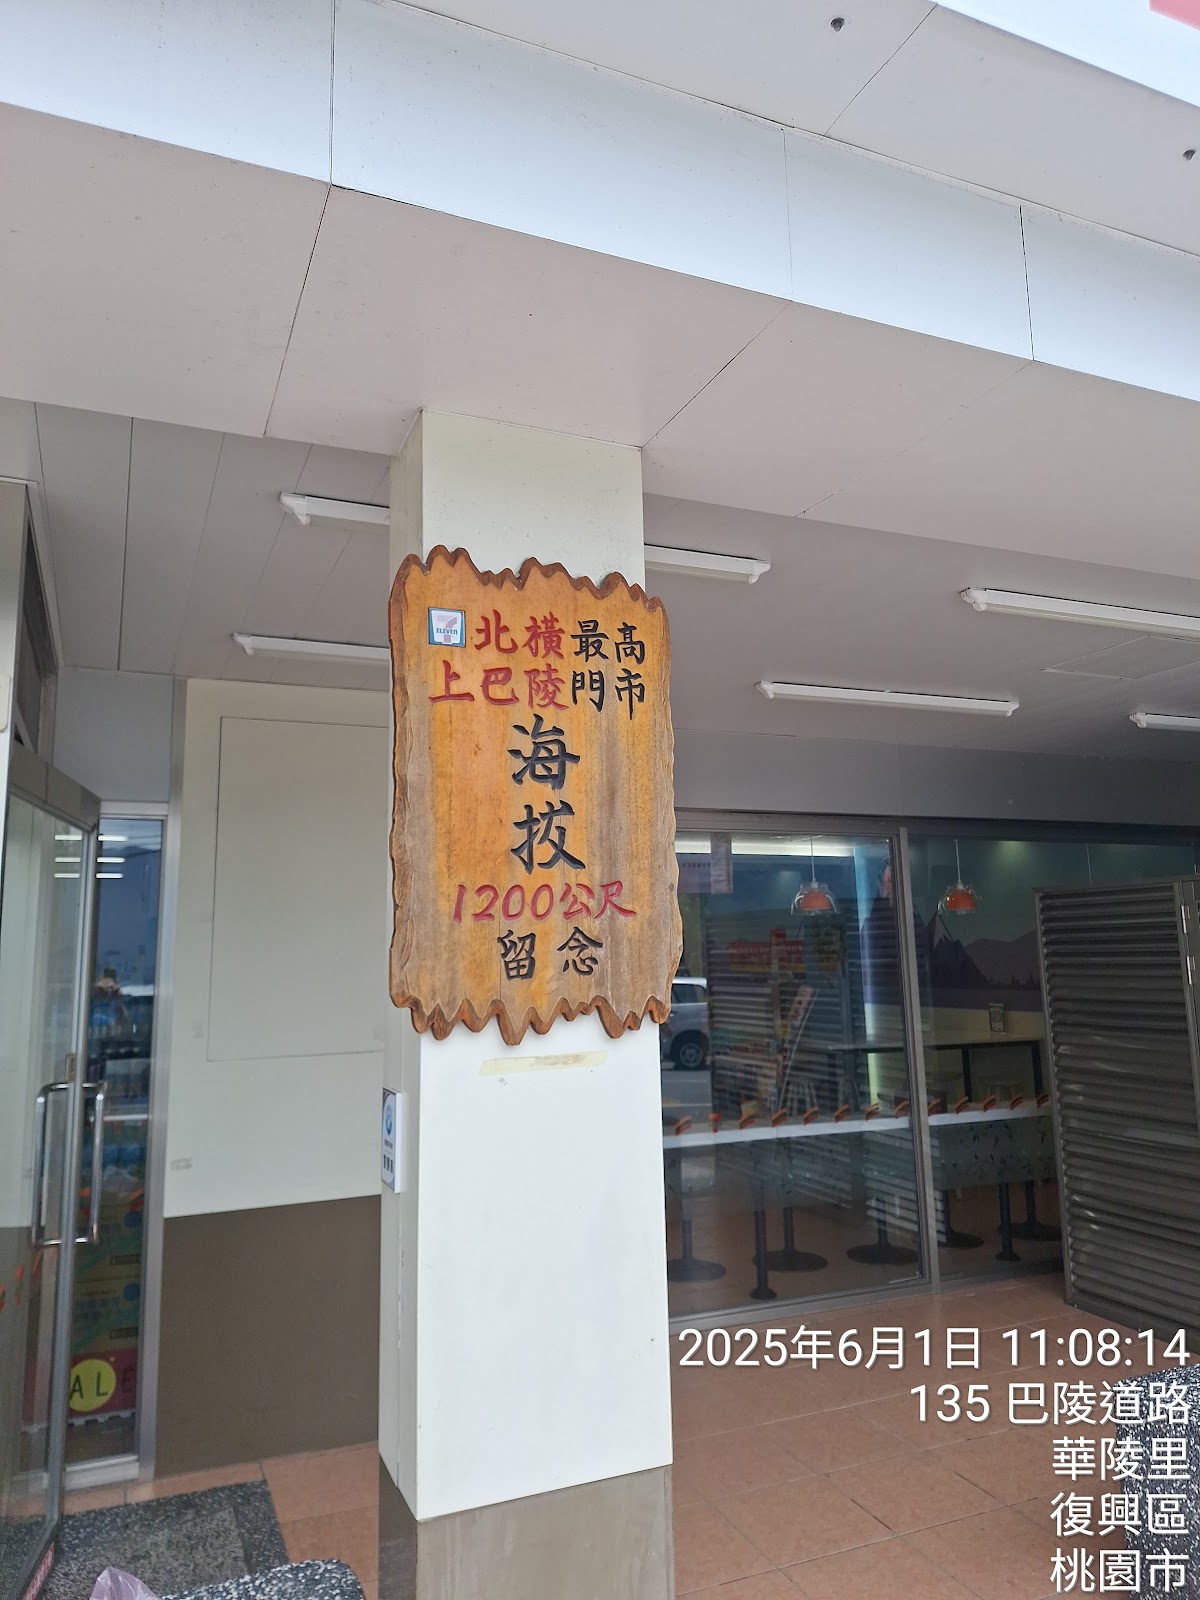 7
ELEVEN
北橫最高
上巴陵門市
海
拔
1200公尺
留念
ALE
2025年6月1日 11:08:14
135 巴陵道路
華陵里
復興區
桃園市